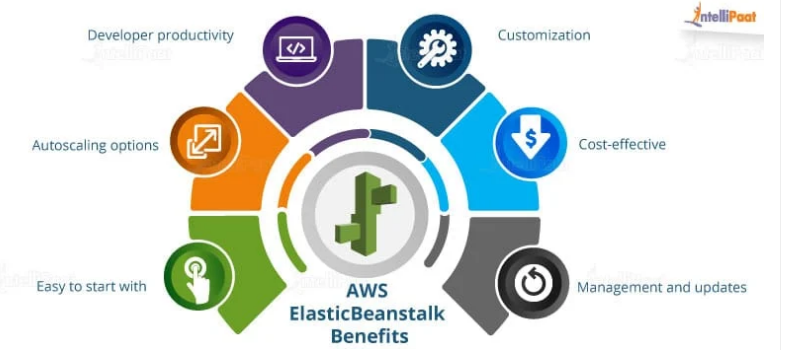 IntelliPaat
Developer productivity
Customization
</>
Autoscaling options
$
Cost-effective
Easy to start with
Management and updates
AWS
ElasticBeanstalk
Benefits